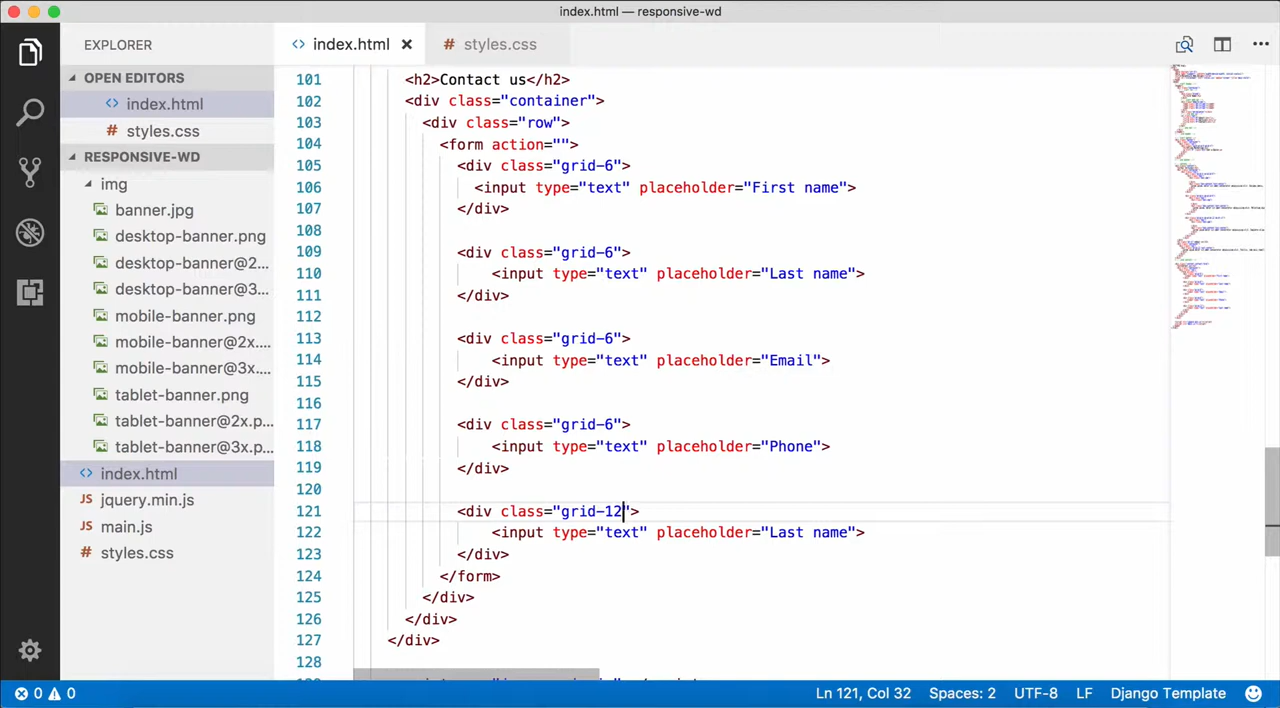 index.html — responsive-wd
EXPLORER
OPEN EDITORS
index.html
styles.css
RESPONSIVE-WD
img
banner.jpg
desktop-banner.png
desktop-banner@2...
desktop-banner@3...
mobile-banner.png
mobile-banner@2x....
mobile-banner@3x....
tablet-banner.png
tablet-banner@2x.p...
tablet-banner@3x.p...
index.html
JS jquery.min.js
JS main.js
# styles.css
<> index.html ×
# styles.css
101 <h2>Contact us</h2>
102 <div class="container">
103 <div class="row">
104 <form action="">
105 <div class="grid-6">
106 <input type="text" placeholder="First name">
107 </div>
108
109 <div class="grid-6">
110 <input type="text" placeholder="Last name">
111 </div>
112
113 <div class="grid-6">
114 <input type="text" placeholder="Email">
115 </div>
116
117 <div class="grid-6">
118 <input type="text" placeholder="Phone">
119 </div>
120
121 <div class="grid-12">
122 <input type="text" placeholder="Last name">
123 </div>
124 </form>
125 </div>
126 </div>
127 </div>
128
0 0
Ln 121, Col 32 Spaces: 2 UTF-8 LF Django Template